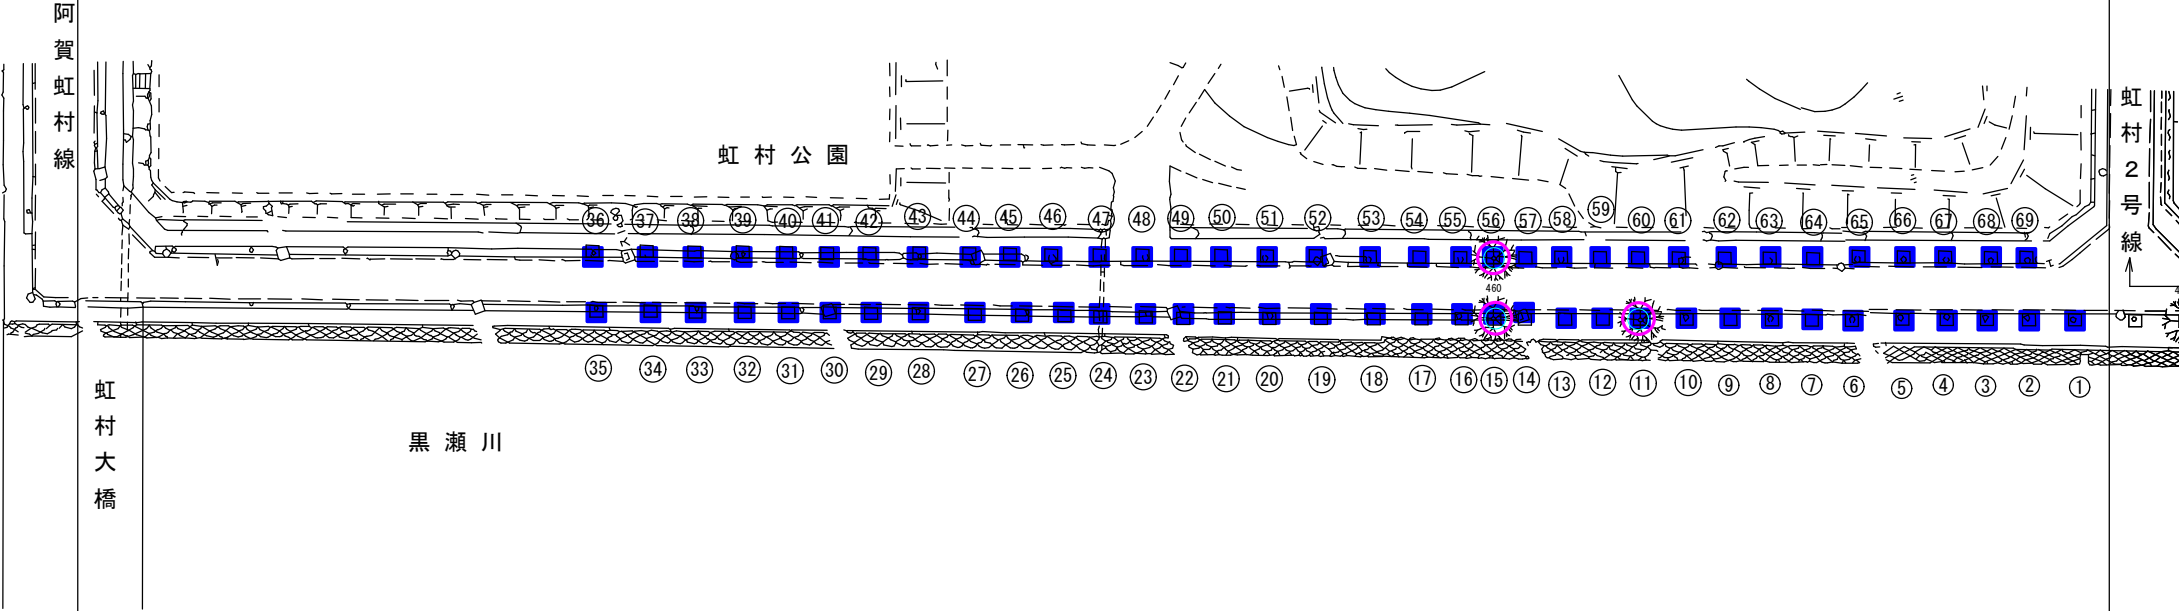 阿賀虹村線
虹村公園
虹村2号線
㊱ ㊲ ㊳ ㊴ ㊵ ㊶ ㊷ ㊸ ㊹ ㊺ ㊻ ㊼ ㊽ ㊾ ㊿ 51 52 53 54 55 56 57 58 59 60 61 62 63 64 65 66 67 68 69
460
㉟ ㉞ ㉝ ㉜ ㉛ ㉚ ㉙ ㉘ ㉗ ㉖ ㉕ ㉔ ㉓ ㉒ ㉑ ⑳ ⑲ ⑱ ⑰ ⑯ ⑮ ⑭ ⑬ ⑫ ⑪ ⑩ ⑨ ⑧ ⑦ ⑥ ⑤ ④ ③ ② ①
虹村大橋
黒瀬川